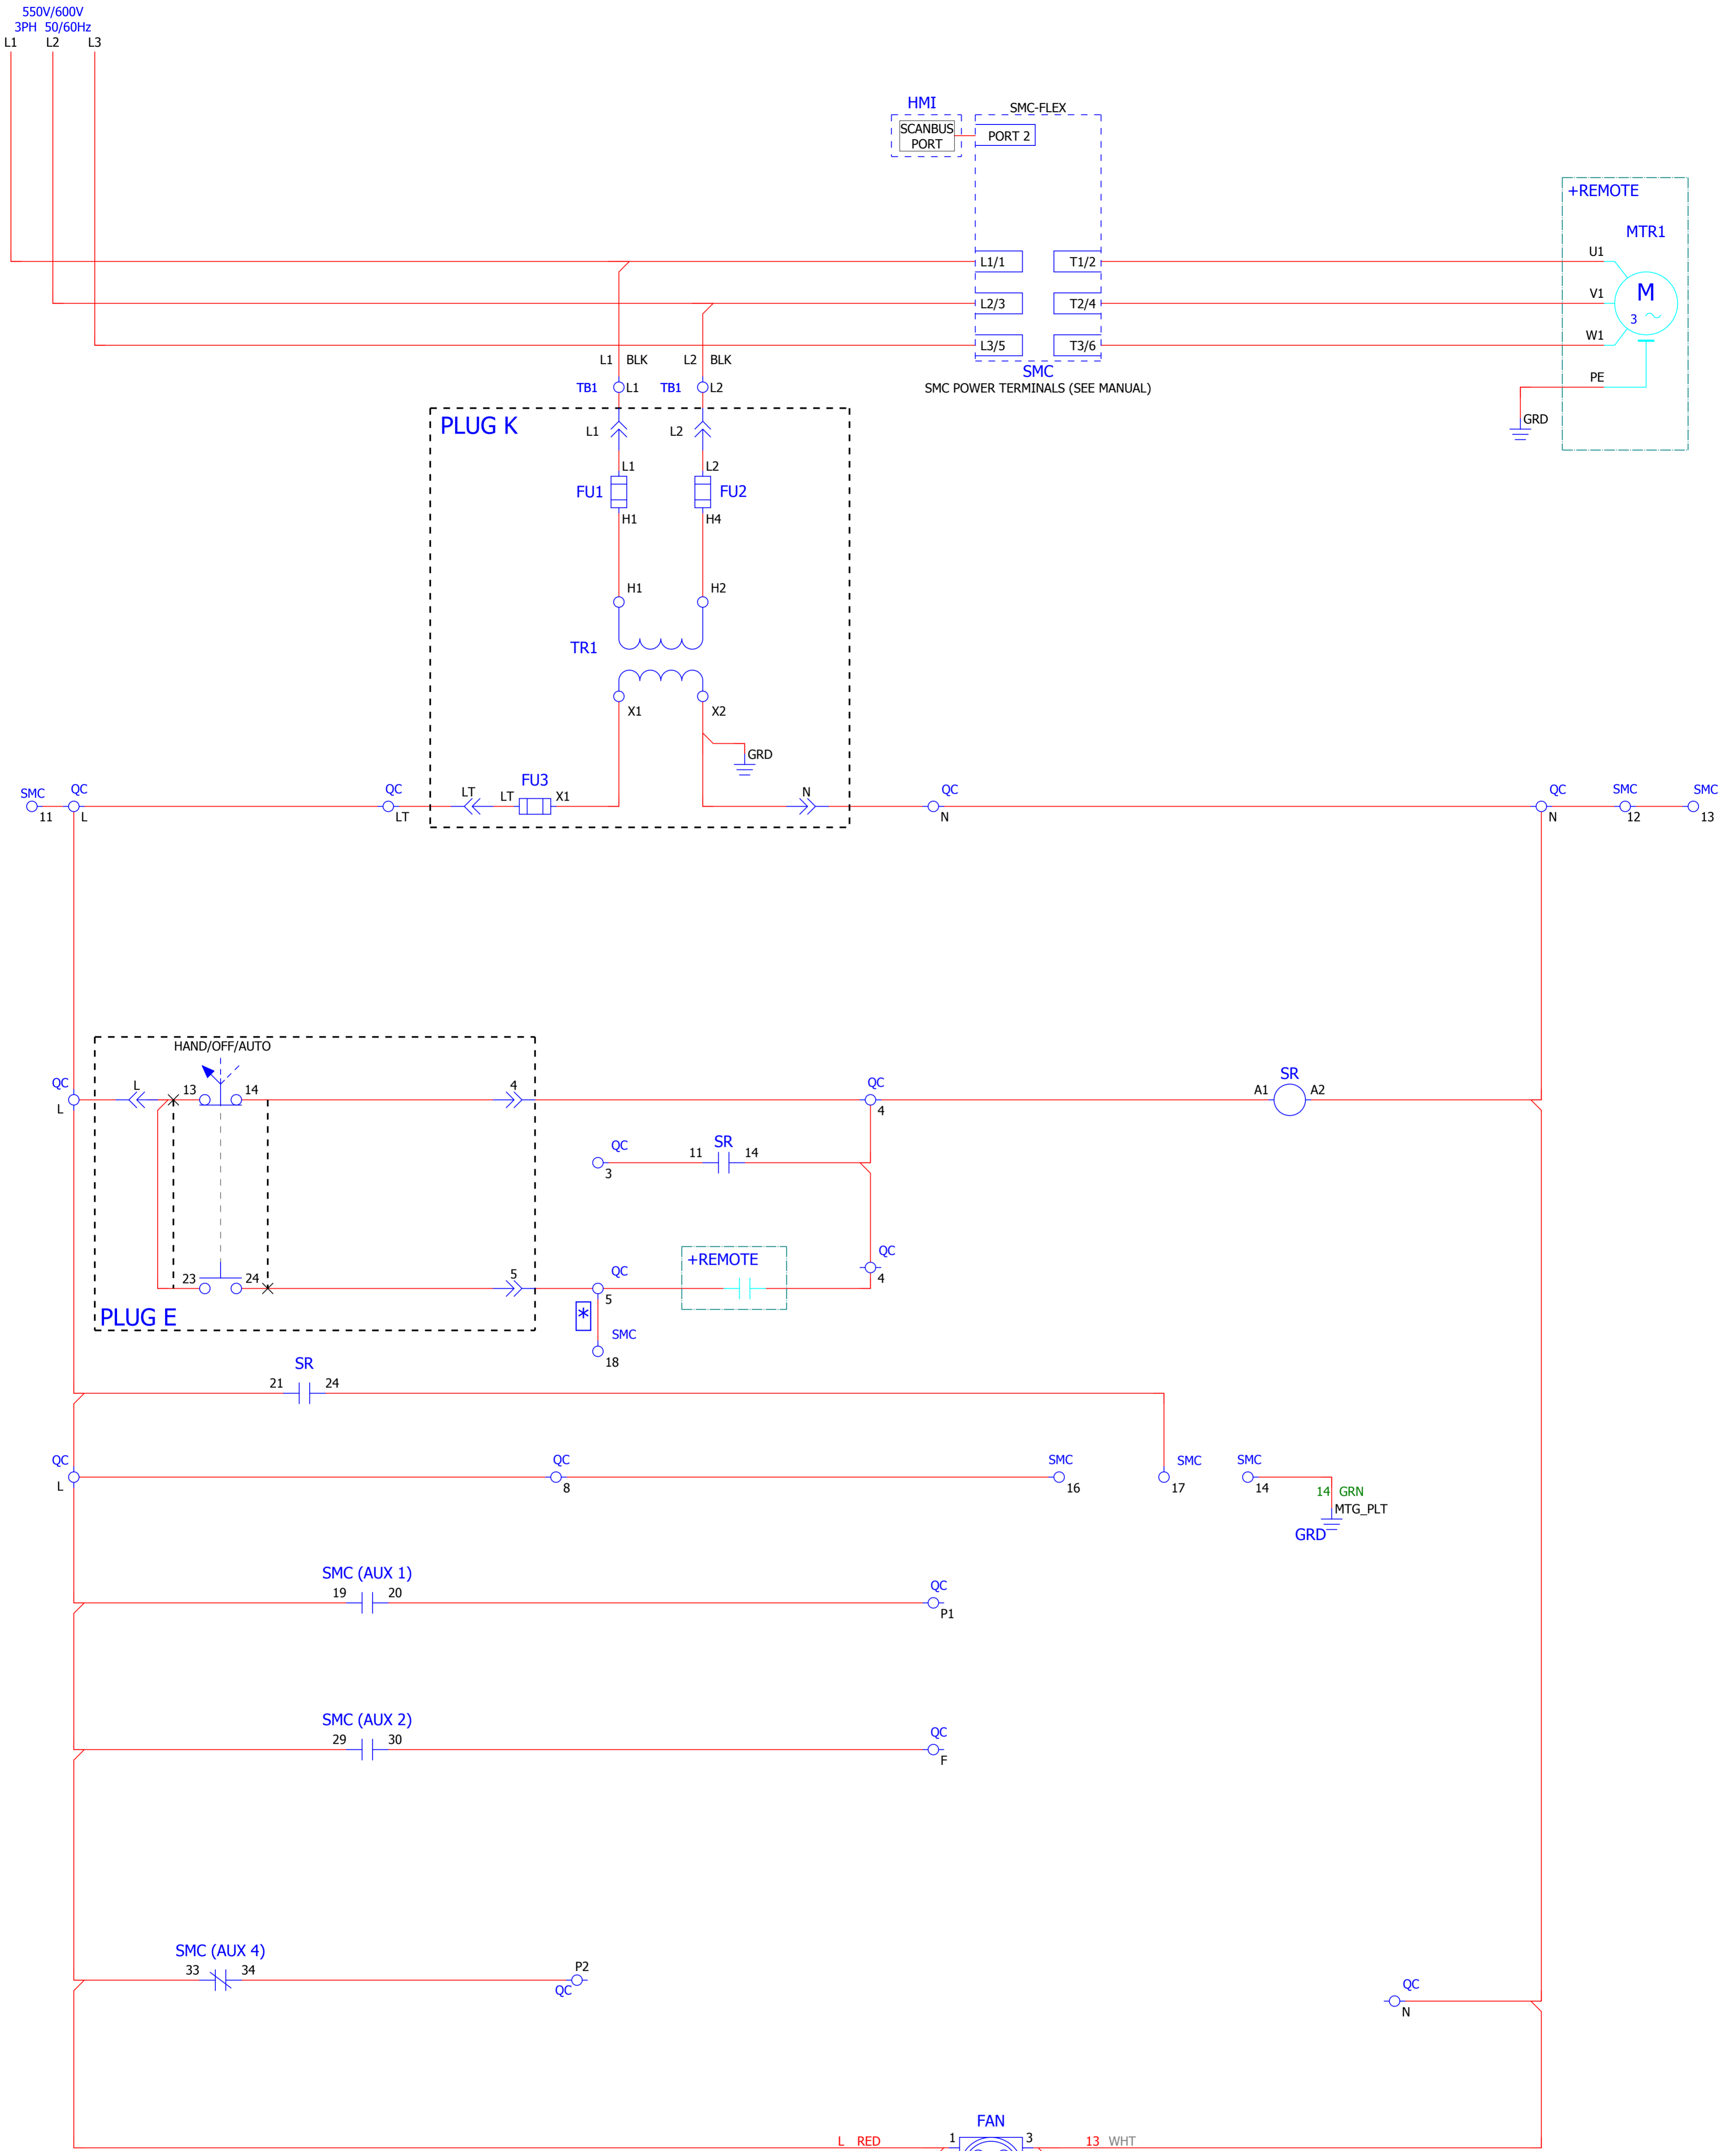 550V/600V
3PH 50/60Hz
L1 L2 L3
HMI
SMC-FLEX
SCANBUS
PORT
PORT 2
+REMOTE
MTR1
L1/1 T1/2 U1
L2/3 T2/4 V1
M
3
L3/5 T3/6 W1
SMC
SMC POWER TERMINALS (SEE MANUAL)
PE
GRD
L1 BLK L2 BLK
TB1 L1 TB1 L2
PLUG K
L1 L2
L1 L2
FU1 FU2
H1 H4
H1 H2
TR1
X1 X2
GRD
FU3
SMC QC QC LT LT X1 N QC QC SMC SMC
11 L LT N N 12 13
HAND/OFF/AUTO
QC L 13 14 4 QC SR
L 4 A1 A2
QC SR
3 11 14
+REMOTE
QC
4
23 24 5 QC
5
PLUG E
*
SMC
18
SR
21 24
QC QC SMC SMC SMC
L 8 16 17 14
14 GRN
MTG_PLT
GRD
SMC (AUX 1)
19 20 QC
P1
SMC (AUX 2)
29 30 QC
F
SMC (AUX 4)
33 34 P2
QC
QC
N
FAN
L RED 1 3 13 WHT